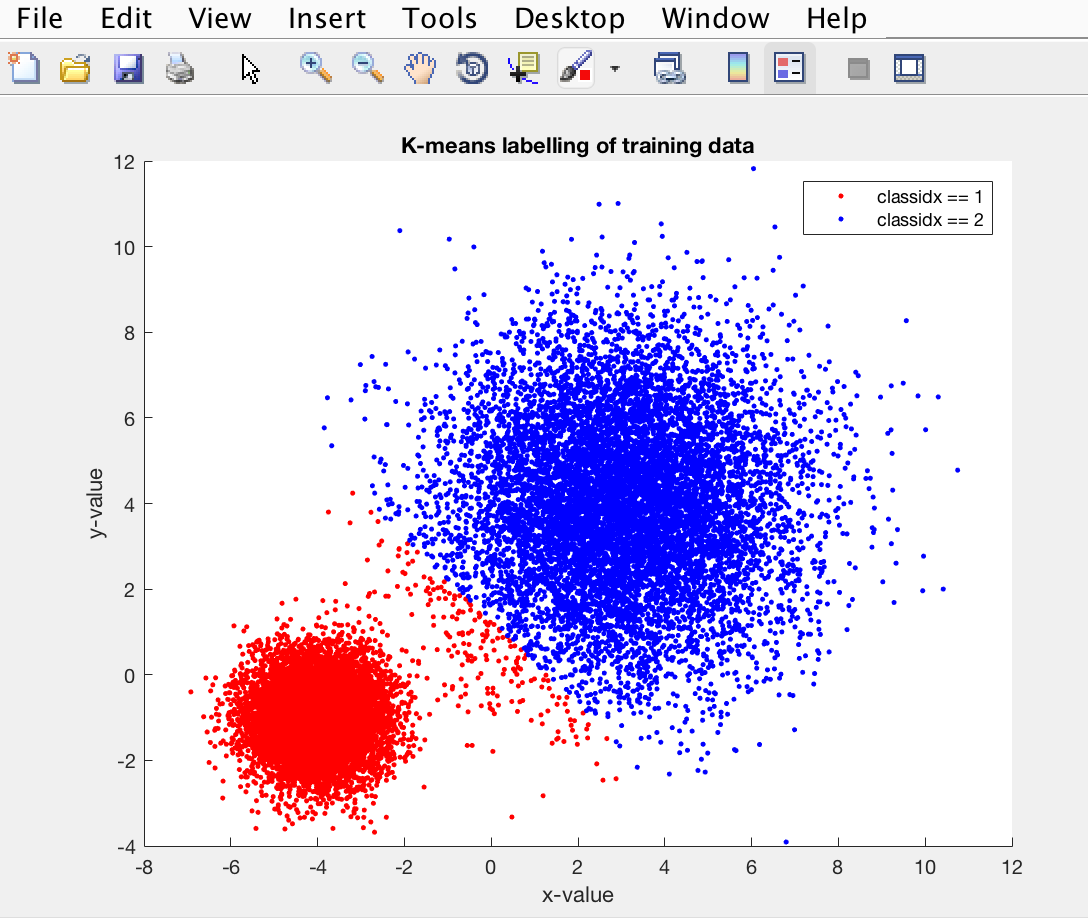 File Edit View Insert Tools Desktop Window Help
K-means labelling of training data
classidx == 1
classidx == 2
12
10
8
6
4
2
0
-2
-4
y-value
-8 -6 -4 -2 0 2 4 6 8 10 12
x-value